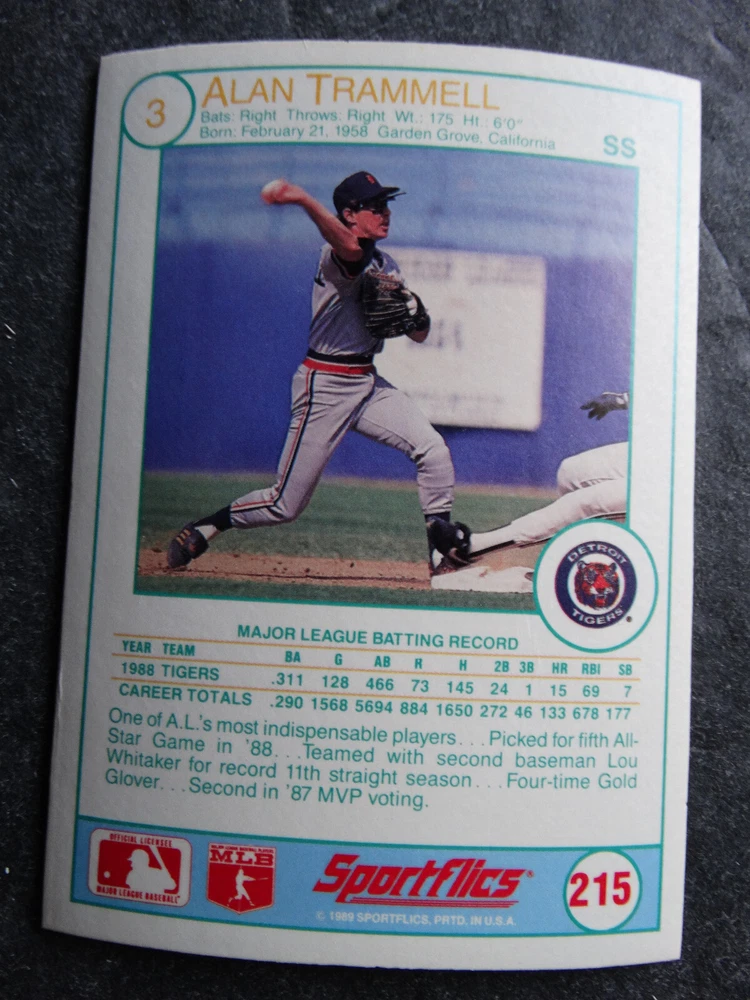 3
ALAN TRAMMELL
Bats: Right Throws: Right Wt.: 175 Ht.: 6'0"
Born: February 21, 1958 Garden Grove, California
SS
DETROIT
TIGERS
MAJOR LEAGUE BATTING RECORD
YEAR TEAM BA G AB R H 2B 3B HR RBI SB
1988 TIGERS .311 128 466 73 145 24 1 15 69 7
CAREER TOTALS .290 1568 5694 884 1650 272 46 133 678 177
One of A.L.'s most indispensable players...Picked for fifth All-
Star Game in '88...Teamed with second baseman Lou
Whitaker for record 11th straight season...Four-time Gold
Glover...Second in '87 MVP voting.
OFFICIAL LICENSEE
MAJOR LEAGUE BASEBALL
MLB
Sportflics
215
© 1989 SPORTFLICS, PRTD. IN U.S.A.